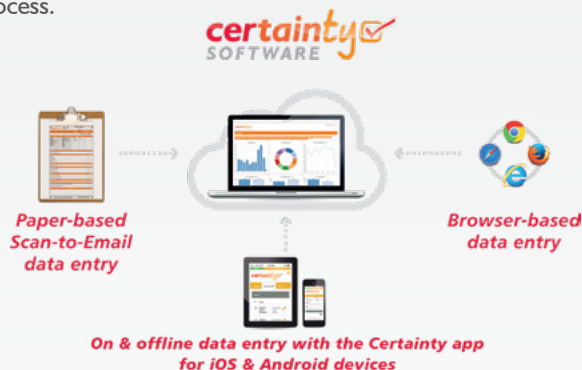 ocess.
certainty
SOFTWARE
Paper-based
Scan-to-Email
data entry
Browser-based
data entry
On & offline data entry with the Certainty app
for iOS & Android devices